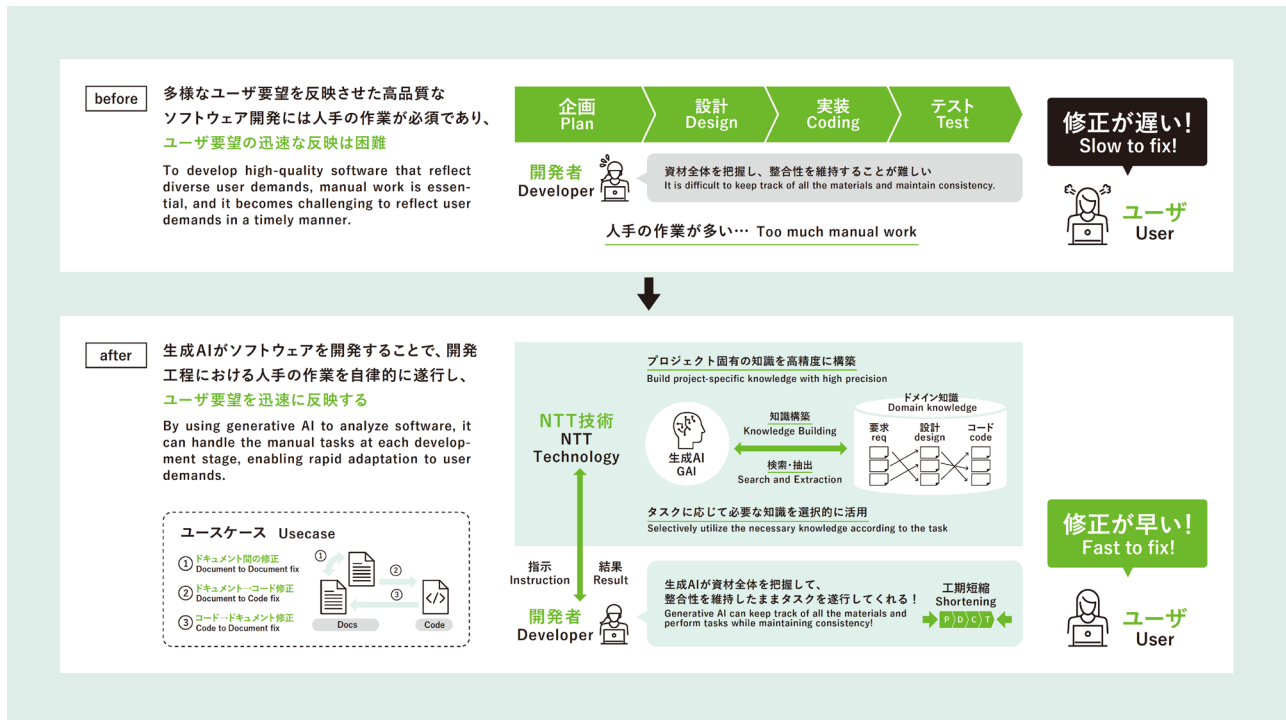 before
多様なユーザ要望を反映させた高品質な
ソフトウェア開発には人手の作業が必須であり、
ユーザ要望の迅速な反映は困難
To develop high-quality software that reflect
diverse user demands, manual work is essen-
tial, and it becomes challenging to reflect user
demands in a timely manner.
企画
Plan
設計
Design
実装
Coding
テスト
Test
開発者
Developer
資材全体を把握し、整合性を維持することが難しい
It is difficult to keep track of all the materials and maintain consistency.
人手の作業が多い… Too much manual work
修正が遅い!
Slow to fix!
ユーザ
User
after
生成AIがソフトウェアを開発することで、開発
工程における人手の作業を自律的に遂行し、
ユーザ要望を迅速に反映する
By using generative AI to analyze software, it
can handle the manual tasks at each develop-
ment stage, enabling rapid adaptation to user
demands.
ユースケース Usecase
① ドキュメント間の修正
Document to Document fix
② ドキュメント→コード修正
Document to Code fix
③ コード→ドキュメント修正
Code to Document fix
①
②
③
</>
Docs
Code
NTT技術
NTT
Technology
プロジェクト固有の知識を高精度に構築
Build project-specific knowledge with high precision
生成AI
GAI
知識構築
Knowledge Building
検索・抽出
Search and Extraction
ドメイン知識
Domain knowledge
要求
req
設計
design
コード
code
タスクに応じて必要な知識を選択的に活用
Selectively utilize the necessary knowledge according to the task
指示
Instruction
結果
Result
開発者
Developer
生成AIが資材全体を把握して、
整合性を維持したままタスクを遂行してくれる!
Generative AI can keep track of all the materials and
perform tasks while maintaining consistency!
工期短縮
Shortening
P D C T
修正が早い!
Fast to fix!
ユーザ
User